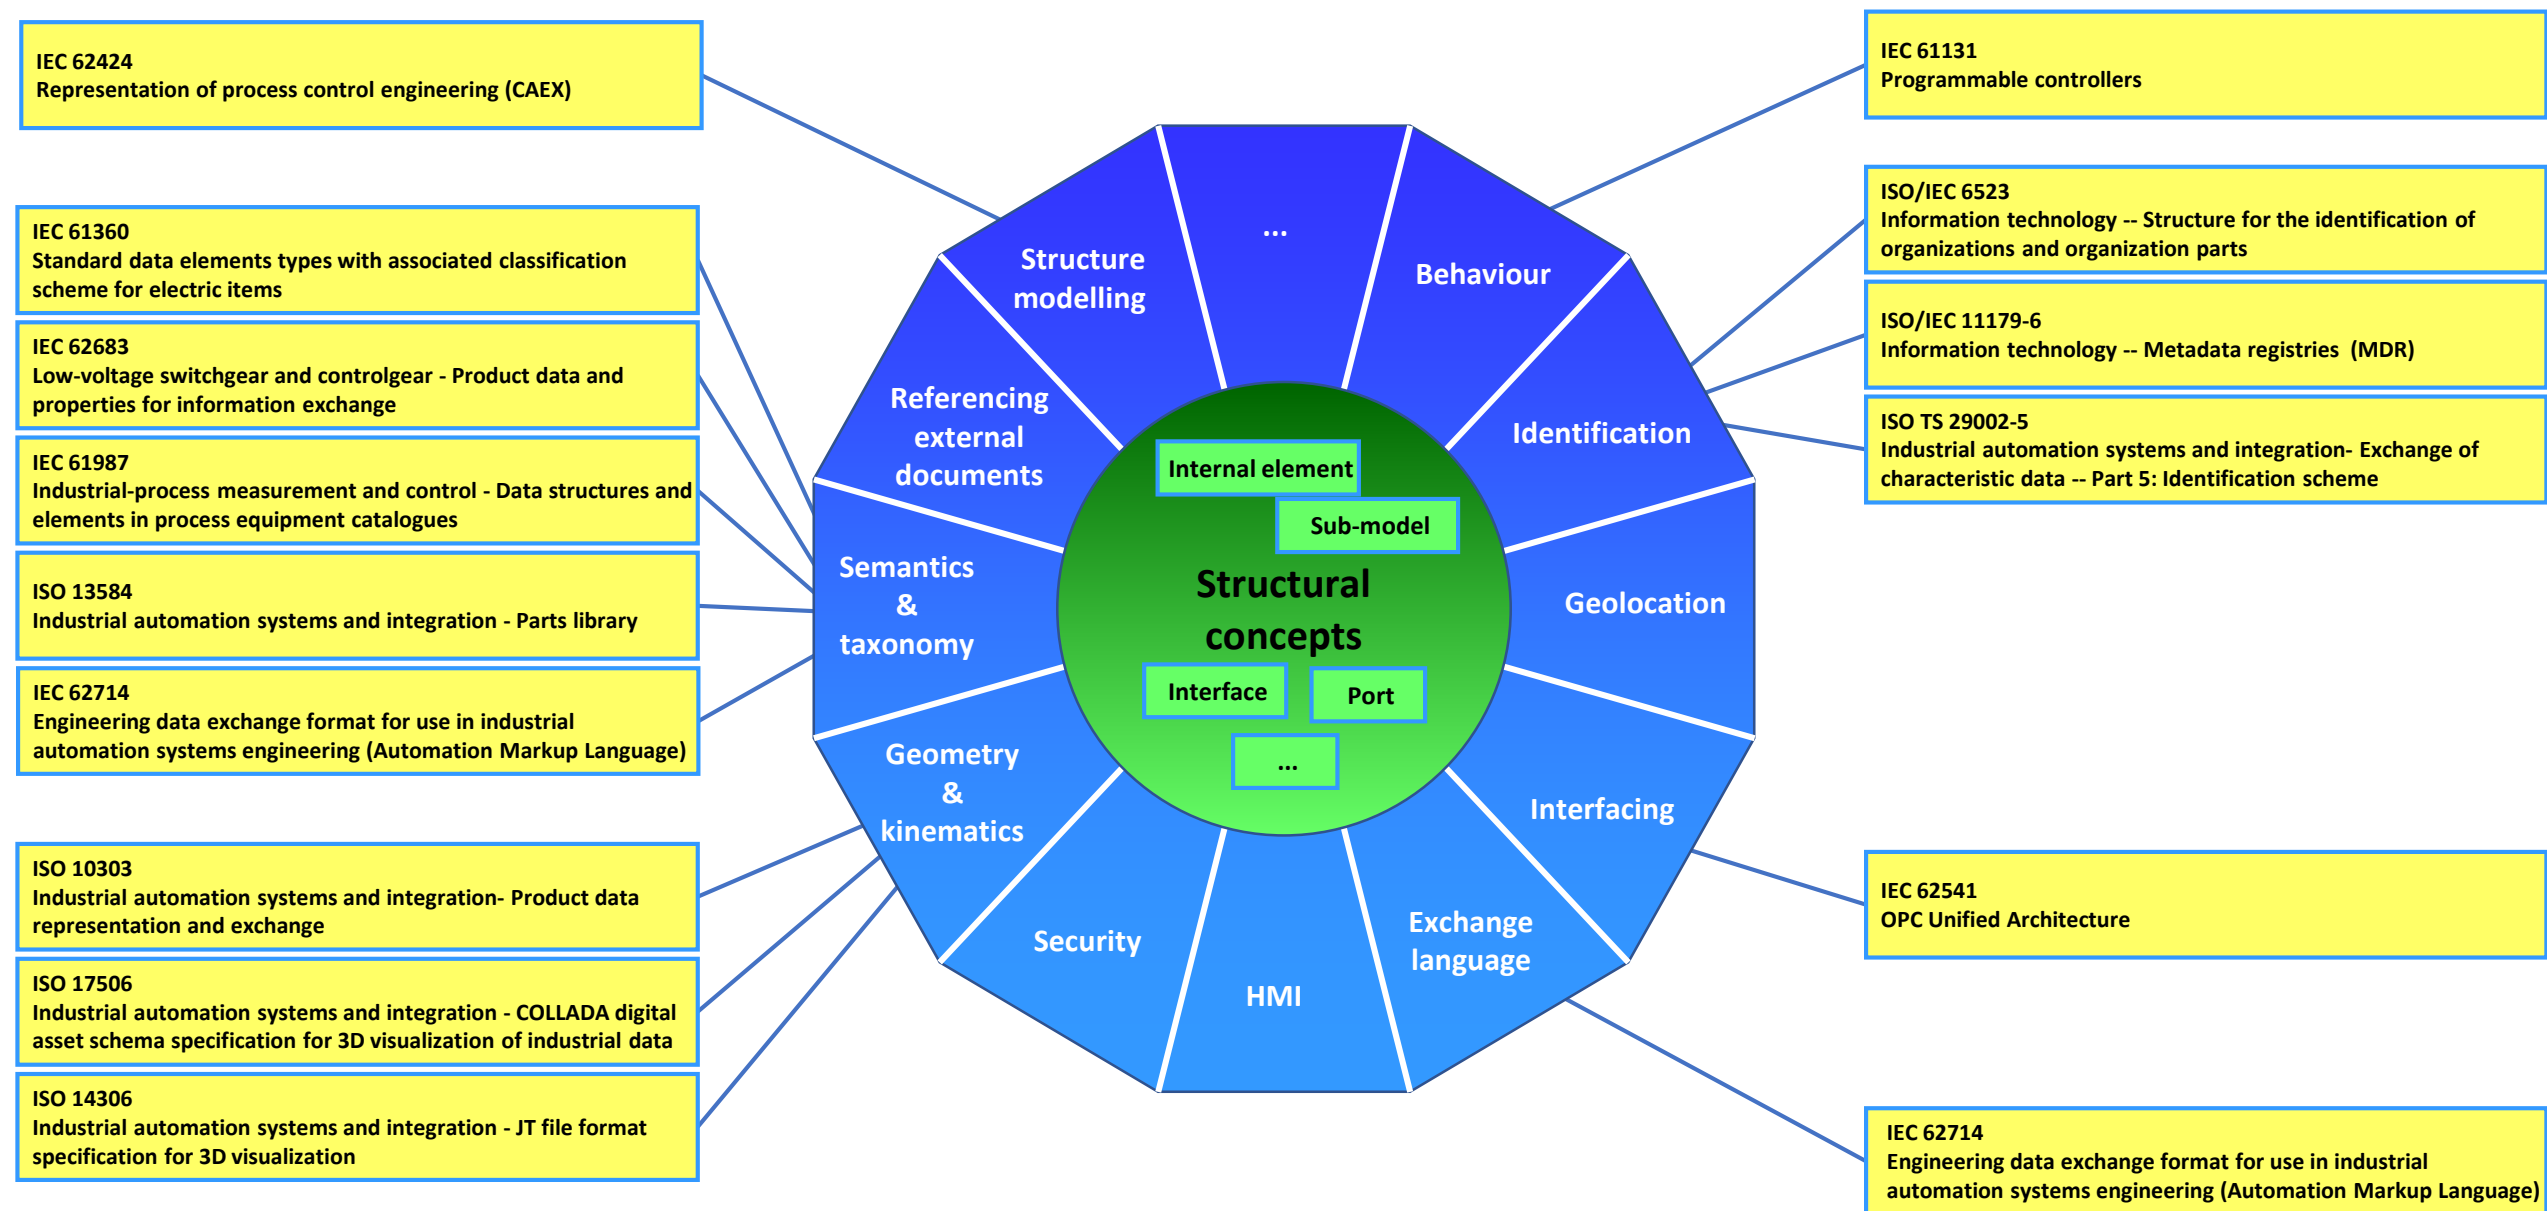 IEC 62424
Representation of process control engineering (CAEX)
IEC 61360
Standard data elements types with associated classification
scheme for electric items
IEC 62683
Low-voltage switchgear and controlgear - Product data and
properties for information exchange
IEC 61987
Industrial-process measurement and control - Data structures and
elements in process equipment catalogues
ISO 13584
Industrial automation systems and integration - Parts library
IEC 62714
Engineering data exchange format for use in industrial
automation systems engineering (Automation Markup Language)
ISO 10303
Industrial automation systems and integration- Product data
representation and exchange
ISO 17506
Industrial automation systems and integration - COLLADA digital
asset schema specification for 3D visualization of industrial data
ISO 14306
Industrial automation systems and integration - JT file format
specification for 3D visualization
...
Behaviour
Identification
Geolocation
Interfacing
Exchange
language
HMI
Security
Geometry
&
kinematics
Semantics
&
taxonomy
Referencing
external
documents
Structure
modelling
Internal element
Sub-model
Structural
concepts
Interface
Port
...
IEC 61131
Programmable controllers
ISO/IEC 6523
Information technology -- Structure for the identification of
organizations and organization parts
ISO/IEC 11179-6
Information technology -- Metadata registries (MDR)
ISO TS 29002-5
Industrial automation systems and integration- Exchange of
characteristic data -- Part 5: Identification scheme
IEC 62541
OPC Unified Architecture
IEC 62714
Engineering data exchange format for use in industrial
automation systems engineering (Automation Markup Language)